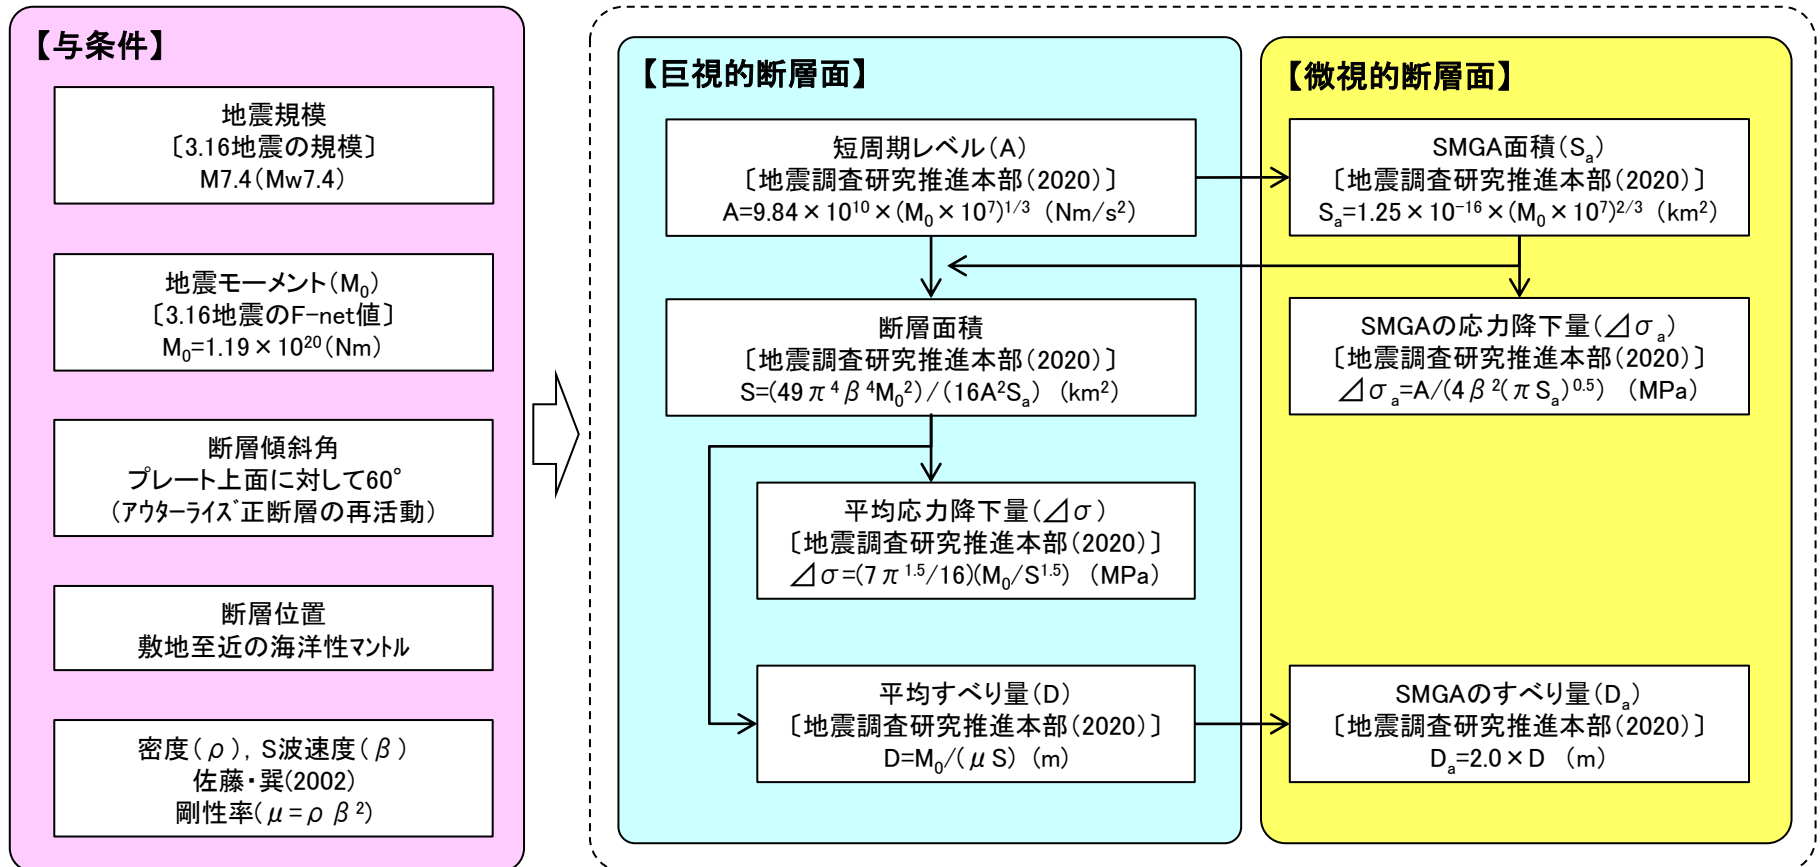 【与条件】
地震規模
〔3.16地震の規模〕
M7.4(Mw7.4)
地震モーメント(M₀)
〔3.16地震のF-net値〕
M₀=1.19×10²⁰(Nm)
断層傾斜角
プレート上面に対して60°
(アウターライズ正断層の再活動)
断層位置
敷地至近の海洋性マントル
密度(ρ), S波速度(β)
佐藤・巽(2002)
剛性率(μ=ρβ²)
【巨視的断層面】
短周期レベル(A)
〔地震調査研究推進本部(2020)〕
A=9.84×10¹⁰×(M₀×10⁷)¹/³ (Nm/s²)
断層面積
〔地震調査研究推進本部(2020)〕
S=(49π⁴β⁴M₀²)/(16A²Sₐ) (km²)
平均応力降下量(⊿σ)
〔地震調査研究推進本部(2020)〕
⊿σ=(7π¹·⁵/16)(M₀/S¹·⁵) (MPa)
平均すべり量(D)
〔地震調査研究推進本部(2020)〕
D=M₀/(μS) (m)
【微視的断層面】
SMGA面積(Sₐ)
〔地震調査研究推進本部(2020)〕
Sₐ=1.25×10⁻¹⁶×(M₀×10⁷)²/³ (km²)
SMGAの応力降下量(⊿σₐ)
〔地震調査研究推進本部(2020)〕
⊿σₐ=A/(4β²(πSₐ)⁰·⁵) (MPa)
SMGAのすべり量(Dₐ)
〔地震調査研究推進本部(2020)〕
Dₐ=2.0×D (m)